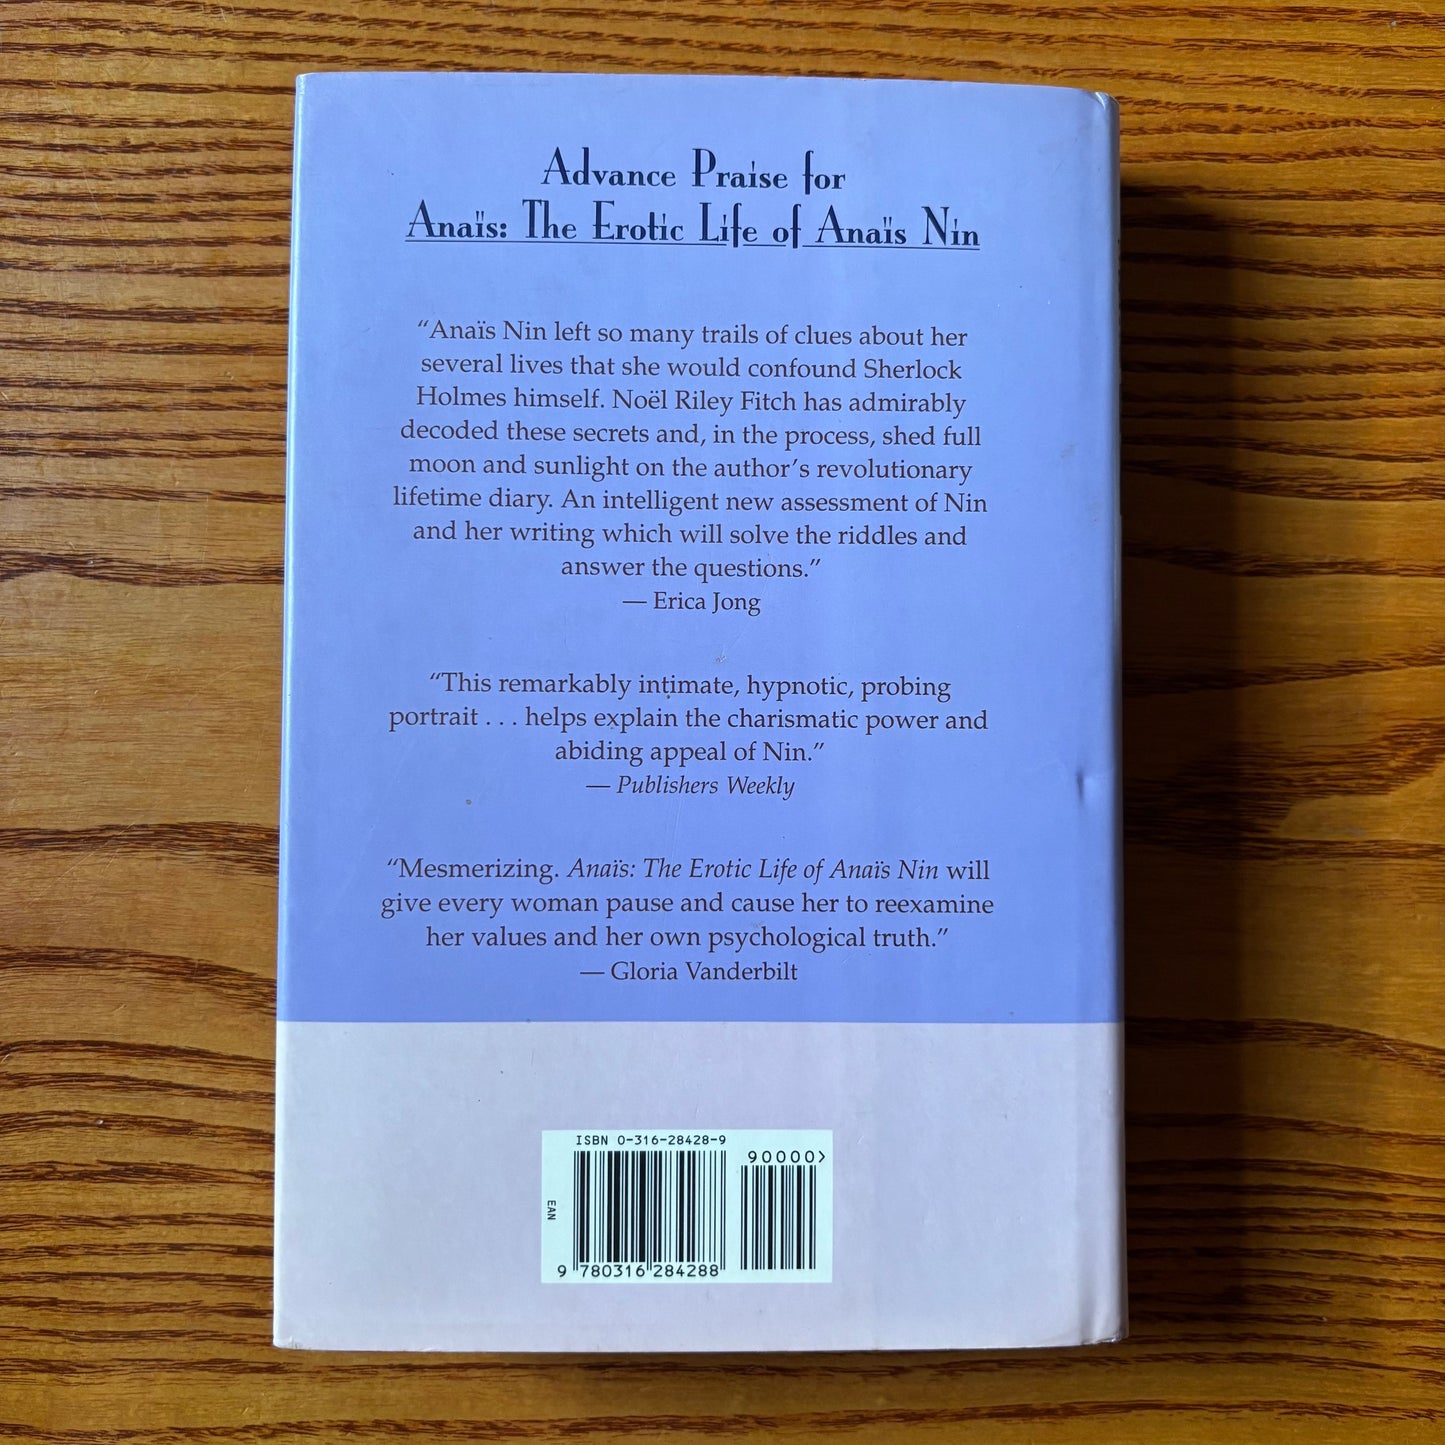 Advance Praise for
Anaïs: The Erotic Life of Anaïs Nin
“Anaïs Nin left so many trails of clues about her
several lives that she would confound Sherlock
Holmes himself. Noël Riley Fitch has admirably
decoded these secrets and, in the process, shed full
moon and sunlight on the author’s revolutionary
lifetime diary. An intelligent new assessment of Nin
and her writing which will solve the riddles and
answer the questions.”
— Erica Jong
“This remarkably intimate, hypnotic, probing
portrait . . . helps explain the charismatic power and
abiding appeal of Nin.”
— Publishers Weekly
“Mesmerizing. Anaïs: The Erotic Life of Anaïs Nin will
give every woman pause and cause her to reexamine
her values and her own psychological truth.”
— Gloria Vanderbilt
ISBN 0-316-28428-9
90000>
EAN
9 780316 284288